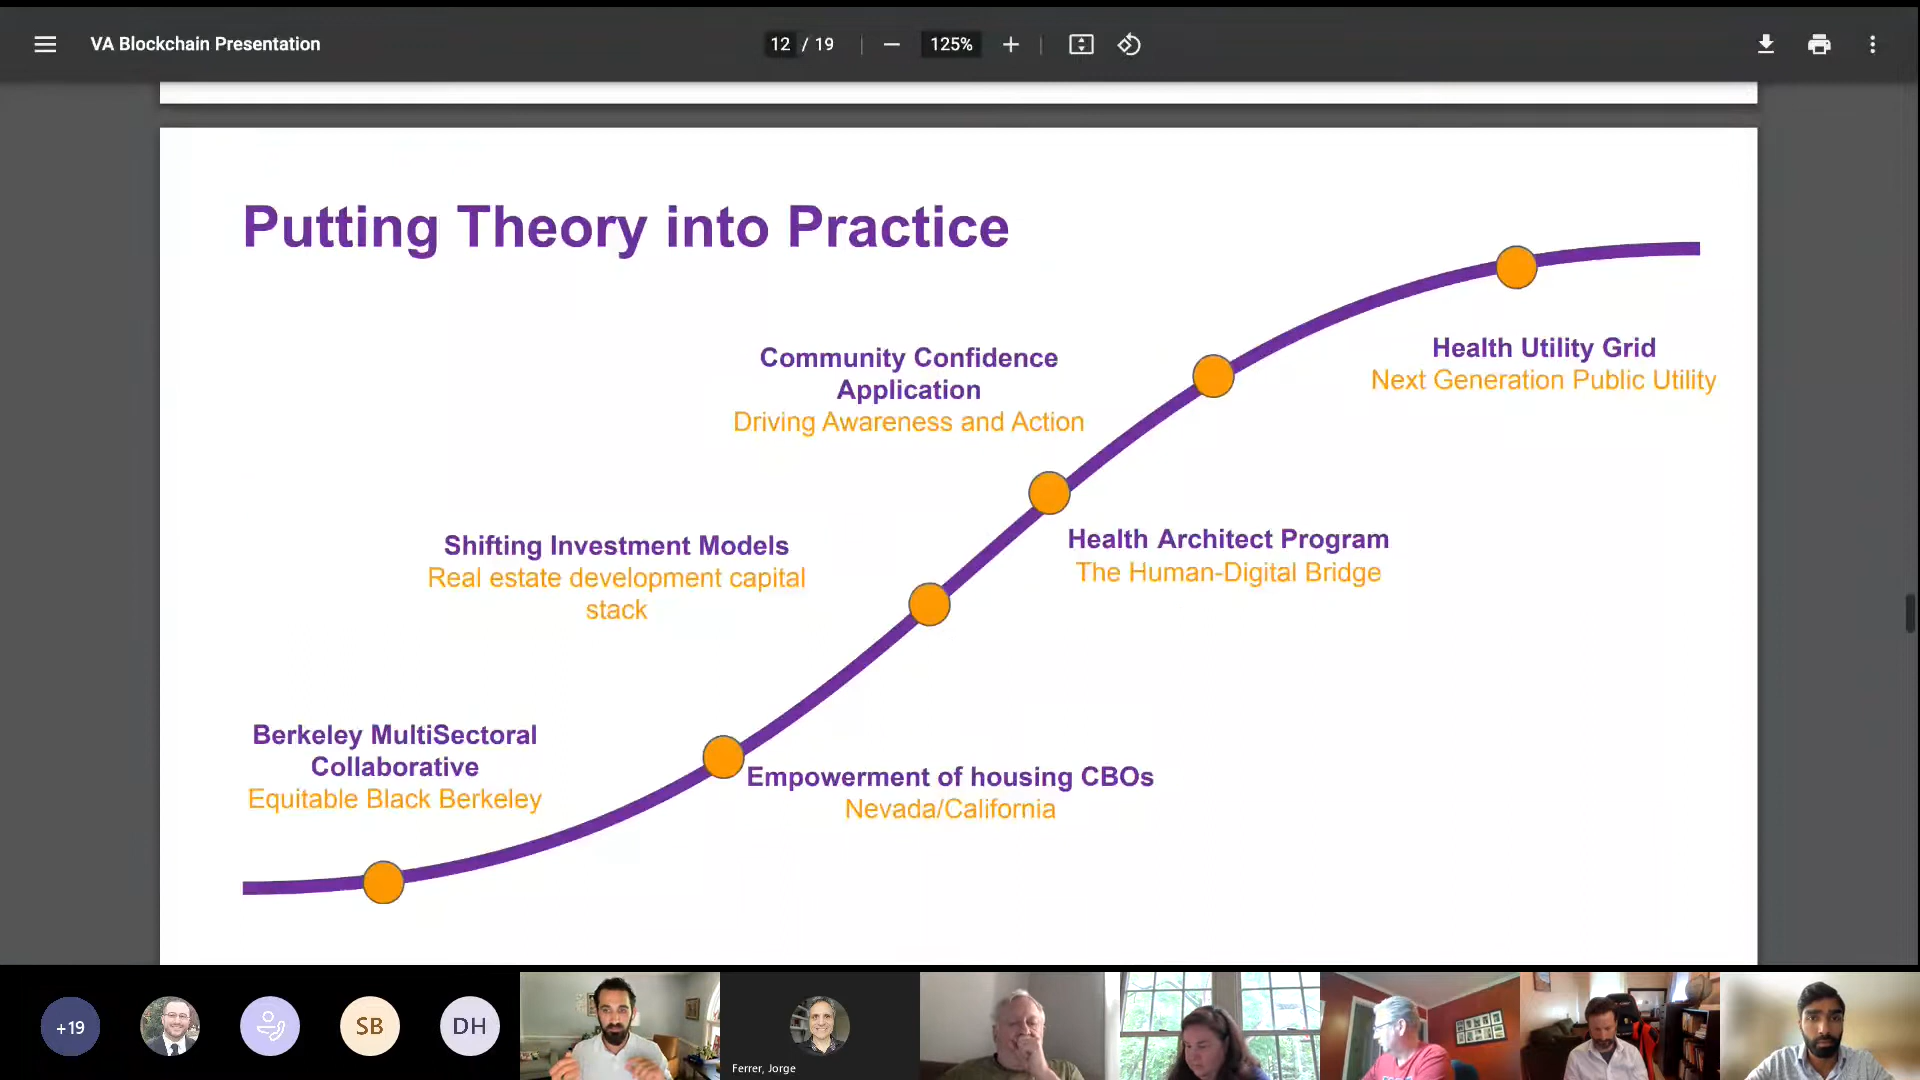 VA Blockchain Presentation
12 / 19
125%
Putting Theory into Practice
Health Utility Grid
Next Generation Public Utility
Community Confidence
Application
Driving Awareness and Action
Health Architect Program
The Human-Digital Bridge
Shifting Investment Models
Real estate development capital
stack
Berkeley MultiSectoral
Collaborative
Equitable Black Berkeley
Empowerment of housing CBOs
Nevada/California
+19
SB
DH
Ferrer, Jorge